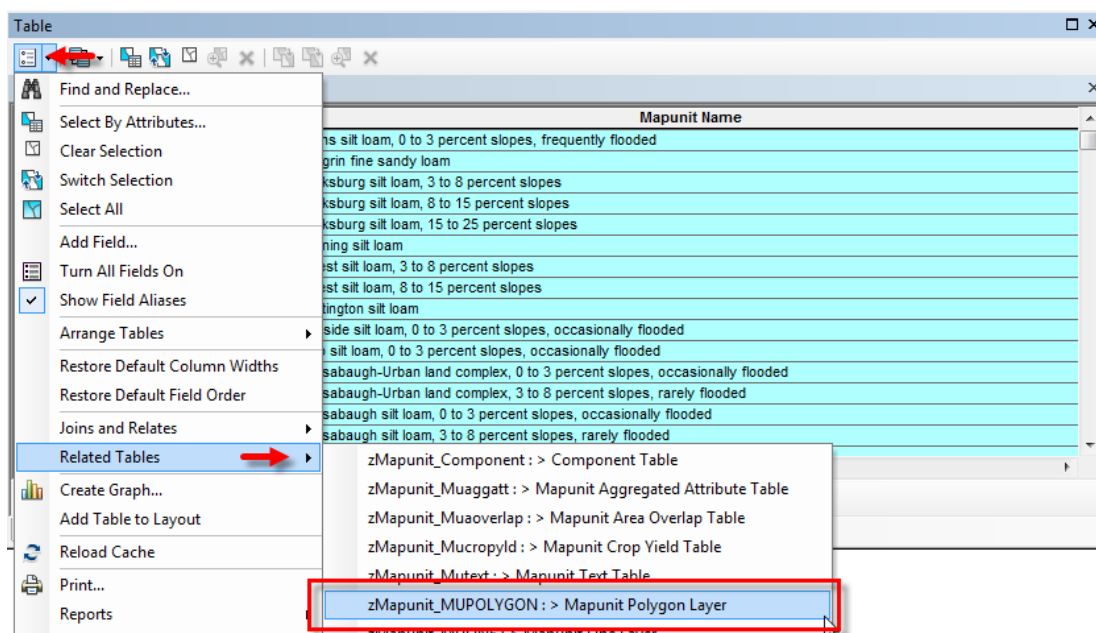 Table
Find and Replace...
Select By Attributes...
Clear Selection
Switch Selection
Select All
Add Field...
Turn All Fields On
Show Field Aliases
Arrange Tables
Restore Default Column Widths
Restore Default Field Order
Joins and Relates
Related Tables
Create Graph...
Add Table to Layout
Reload Cache
Print...
Reports
Mapunit Name
silt loam, 0 to 3 percent slopes, frequently flooded
fine sandy loam
silt loam, 3 to 8 percent slopes
silt loam, 8 to 15 percent slopes
silt loam, 15 to 25 percent slopes
silt loam
silt loam, 3 to 8 percent slopes
silt loam, 8 to 15 percent slopes
silt loam
silt loam, 0 to 3 percent slopes, occasionally flooded
silt loam, 0 to 3 percent slopes, occasionally flooded
sabaugh-Urban land complex, 0 to 3 percent slopes, occasionally flooded
sabaugh-Urban land complex, 3 to 8 percent slopes, rarely flooded
sabaugh silt loam, 0 to 3 percent slopes, occasionally flooded
sabaugh silt loam, 3 to 8 percent slopes, rarely flooded
zMapunit_Component : > Component Table
zMapunit_Muaggatt : > Mapunit Aggregated Attribute Table
zMapunit_Muaoverlap : > Mapunit Area Overlap Table
zMapunit_Mucropyld : > Mapunit Crop Yield Table
zMapunit_Mutext : > Mapunit Text Table
zMapunit_MUPOLYGON : > Mapunit Polygon Layer